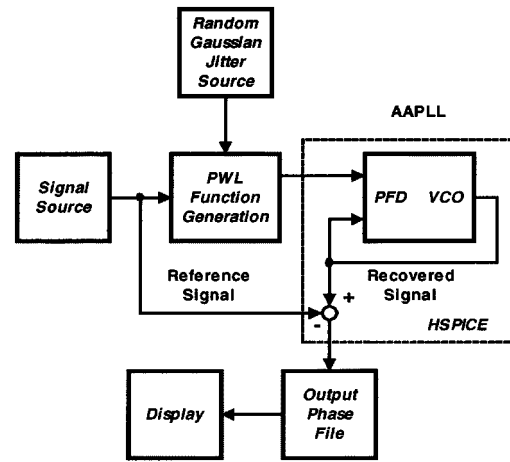 Random
Gaussian
Jitter
Source
AAPLL
Signal
Source
PWL
Function
Generation
PFD VCO
Reference
Signal
+
Recovered
Signal
-
HSPICE
Display
Output
Phase
File